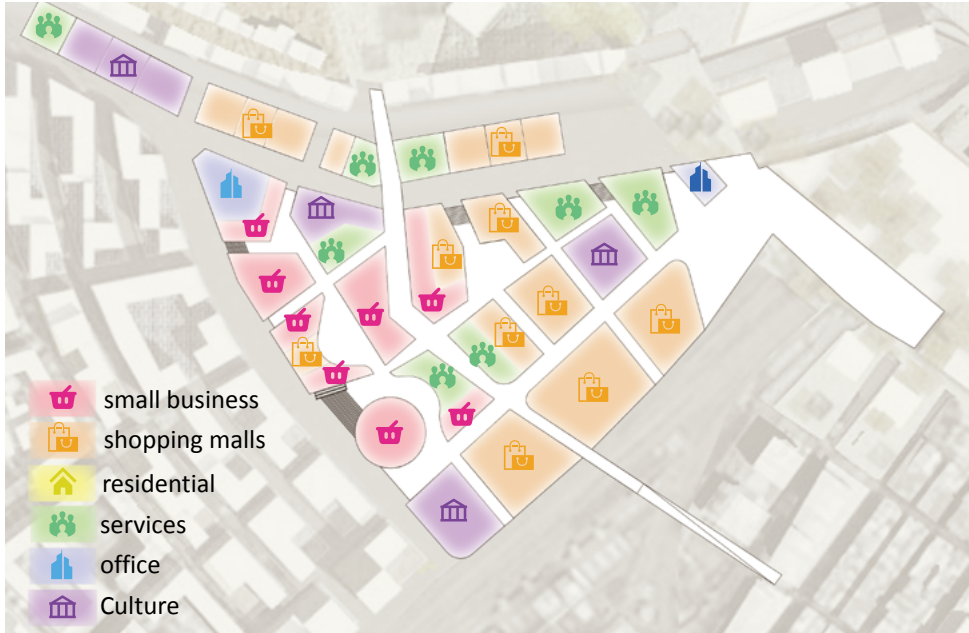 small business
shopping malls
residential
services
office
Culture